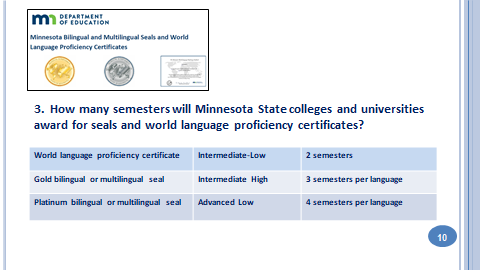 DEPARTMENT
OF EDUCATION
Minnesota Bilingual and Multilingual Seals and World
Language Proficiency Certificates
3. How many semesters will Minnesota State colleges and universities
award for seals and world language proficiency certificates?
World language proficiency certificate Intermediate-Low 2 semesters
Gold bilingual or multilingual seal Intermediate High 3 semesters per language
Platinum bilingual or multilingual seal Advanced Low 4 semesters per language
10